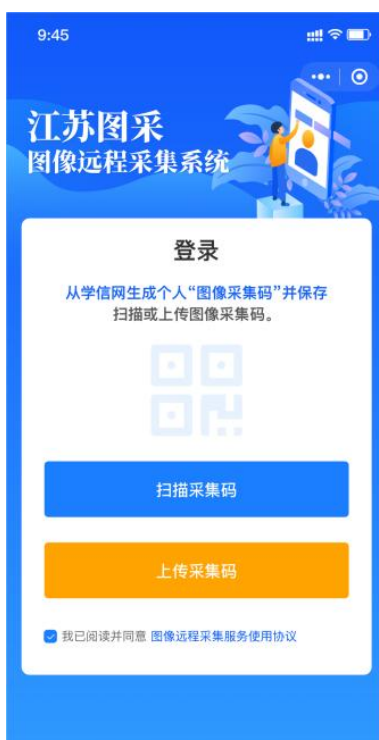 9:45
江苏图采
图像远程采集系统
登录
从学信网生成个人“图像采集码”并保存
扫描或上传图像采集码。
扫描采集码
上传采集码
我已阅读并同意 图像远程采集服务使用协议